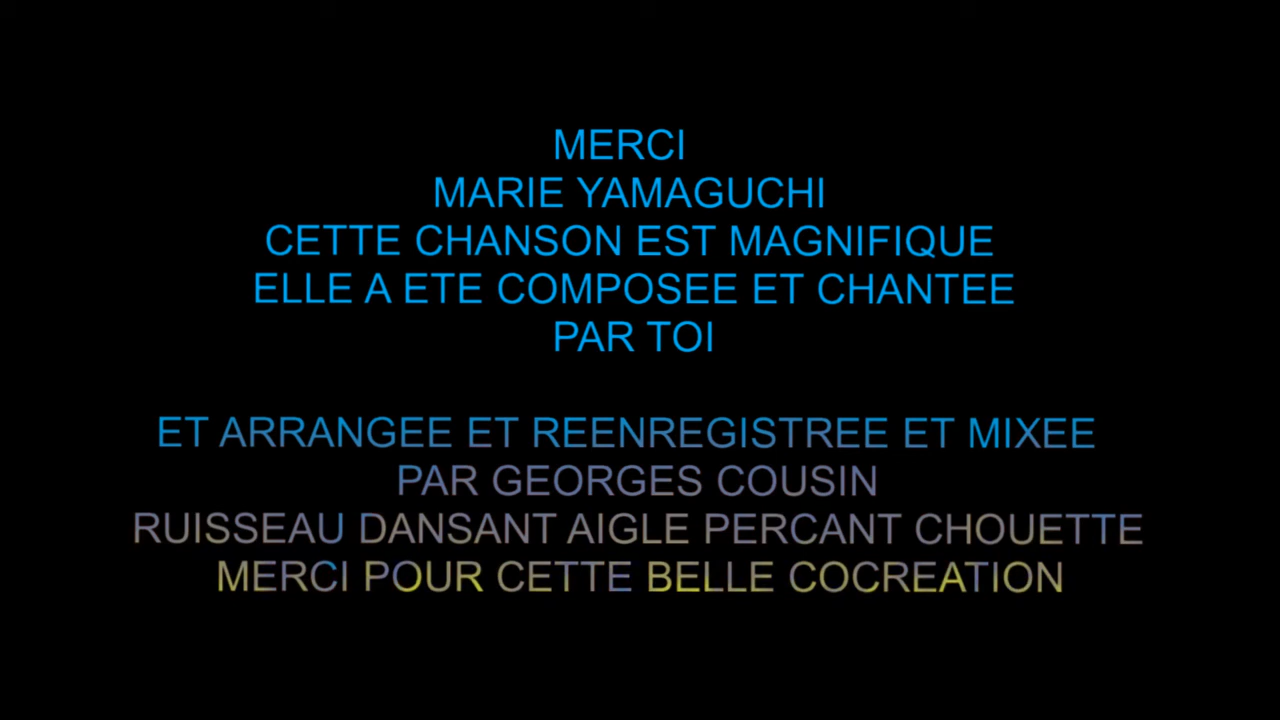 MERCI
MARIE YAMAGUCHI
CETTE CHANSON EST MAGNIFIQUE
ELLE A ETE COMPOSEE ET CHANTEE
PAR TOI
ET ARRANGEE ET REENREGISTREE ET MIXEE
PAR GEORGES COUSIN
RUISSEAU DANSANT AIGLE PERCANT CHOUETTE
MERCI POUR CETTE BELLE COCREATION